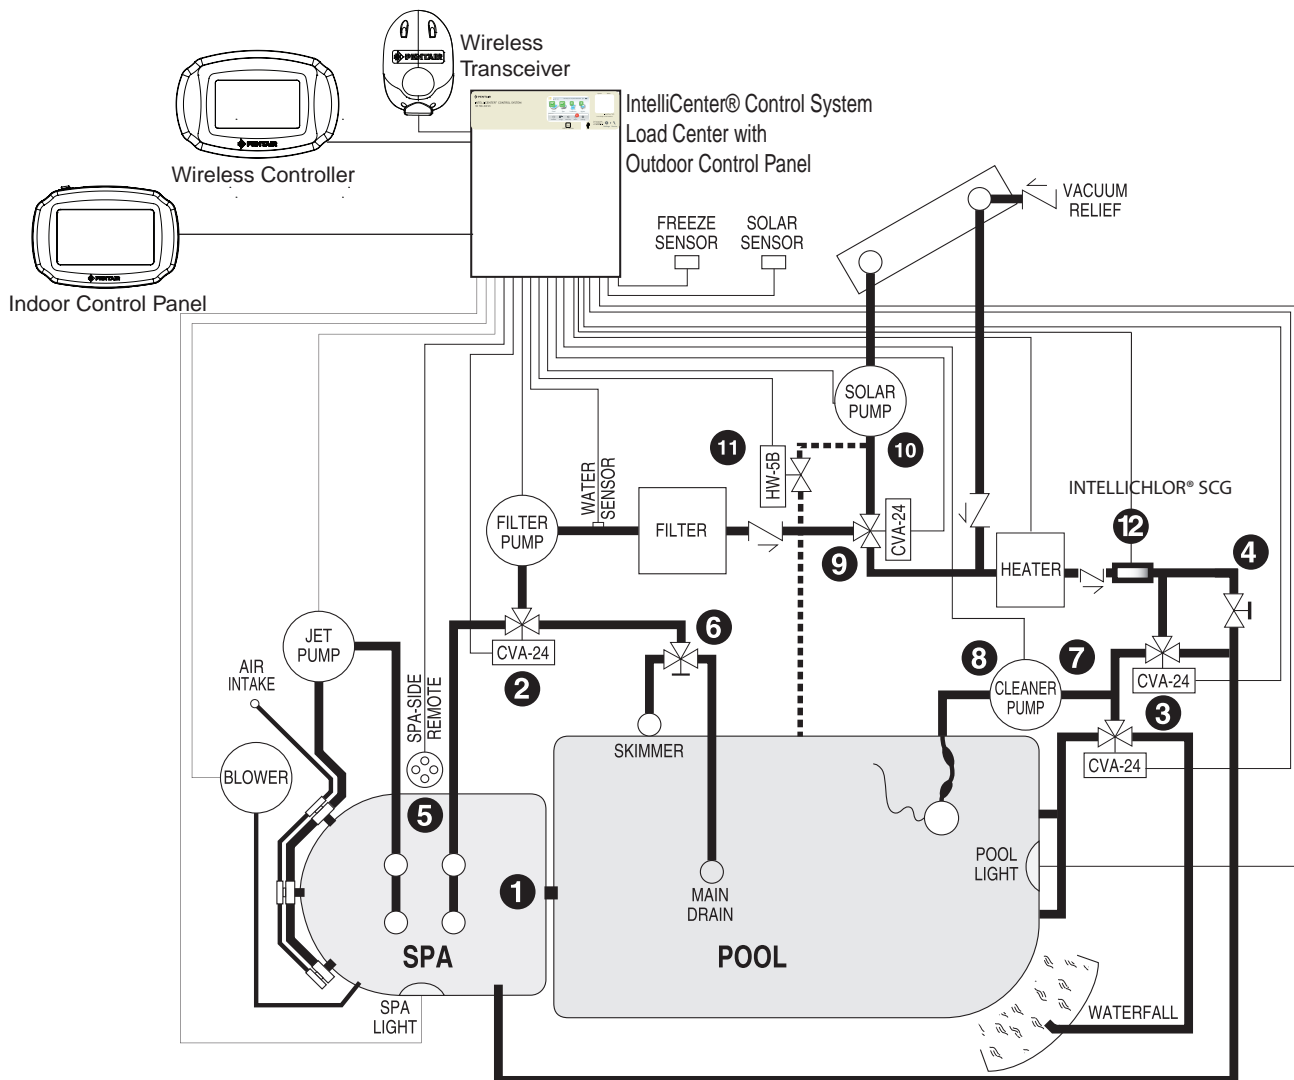 Wireless
Transceiver
PENTAIR
IntelliCenter® Control System
Load Center with
Outdoor Control Panel
PENTAIR
Wireless Controller
PENTAIR
Indoor Control Panel
FREEZE
SENSOR
SOLAR
SENSOR
VACUUM
RELIEF
SOLAR
PUMP
10
11
HW-5B
WATER
SENSOR
FILTER
PUMP
FILTER
CVA-24
9
INTELLICHLOR® SCG
12
HEATER
4
JET
PUMP
AIR
INTAKE
SPA-SIDE
REMOTE
CVA-24
2
6
8
7
CLEANER
PUMP
CVA-24
3
SKIMMER
CVA-24
BLOWER
5
1
MAIN
DRAIN
POOL
LIGHT
SPA
POOL
SPA
LIGHT
WATERFALL